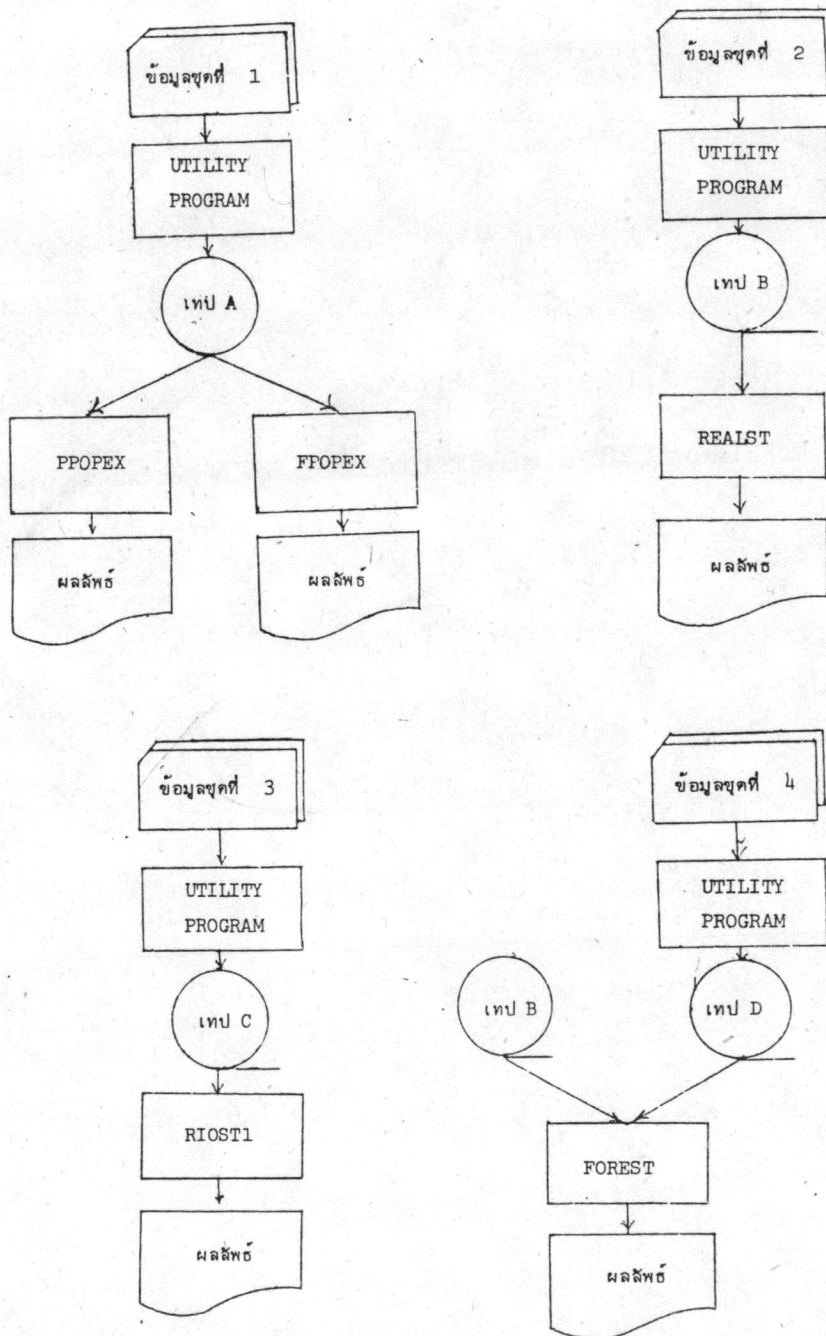 ข้อมูลชุดที่ 1
UTILITY
PROGRAM
เทป A
PPOPEX
FPOPEX
ผลลัพธ์
ผลลัพธ์
ข้อมูลชุดที่ 2
UTILITY
PROGRAM
เทป B
REALST
ผลลัพธ์
ข้อมูลชุดที่ 3
UTILITY
PROGRAM
เทป C
RIOST1
ผลลัพธ์
ข้อมูลชุดที่ 4
UTILITY
PROGRAM
เทป B
เทป D
FOREST
ผลลัพธ์